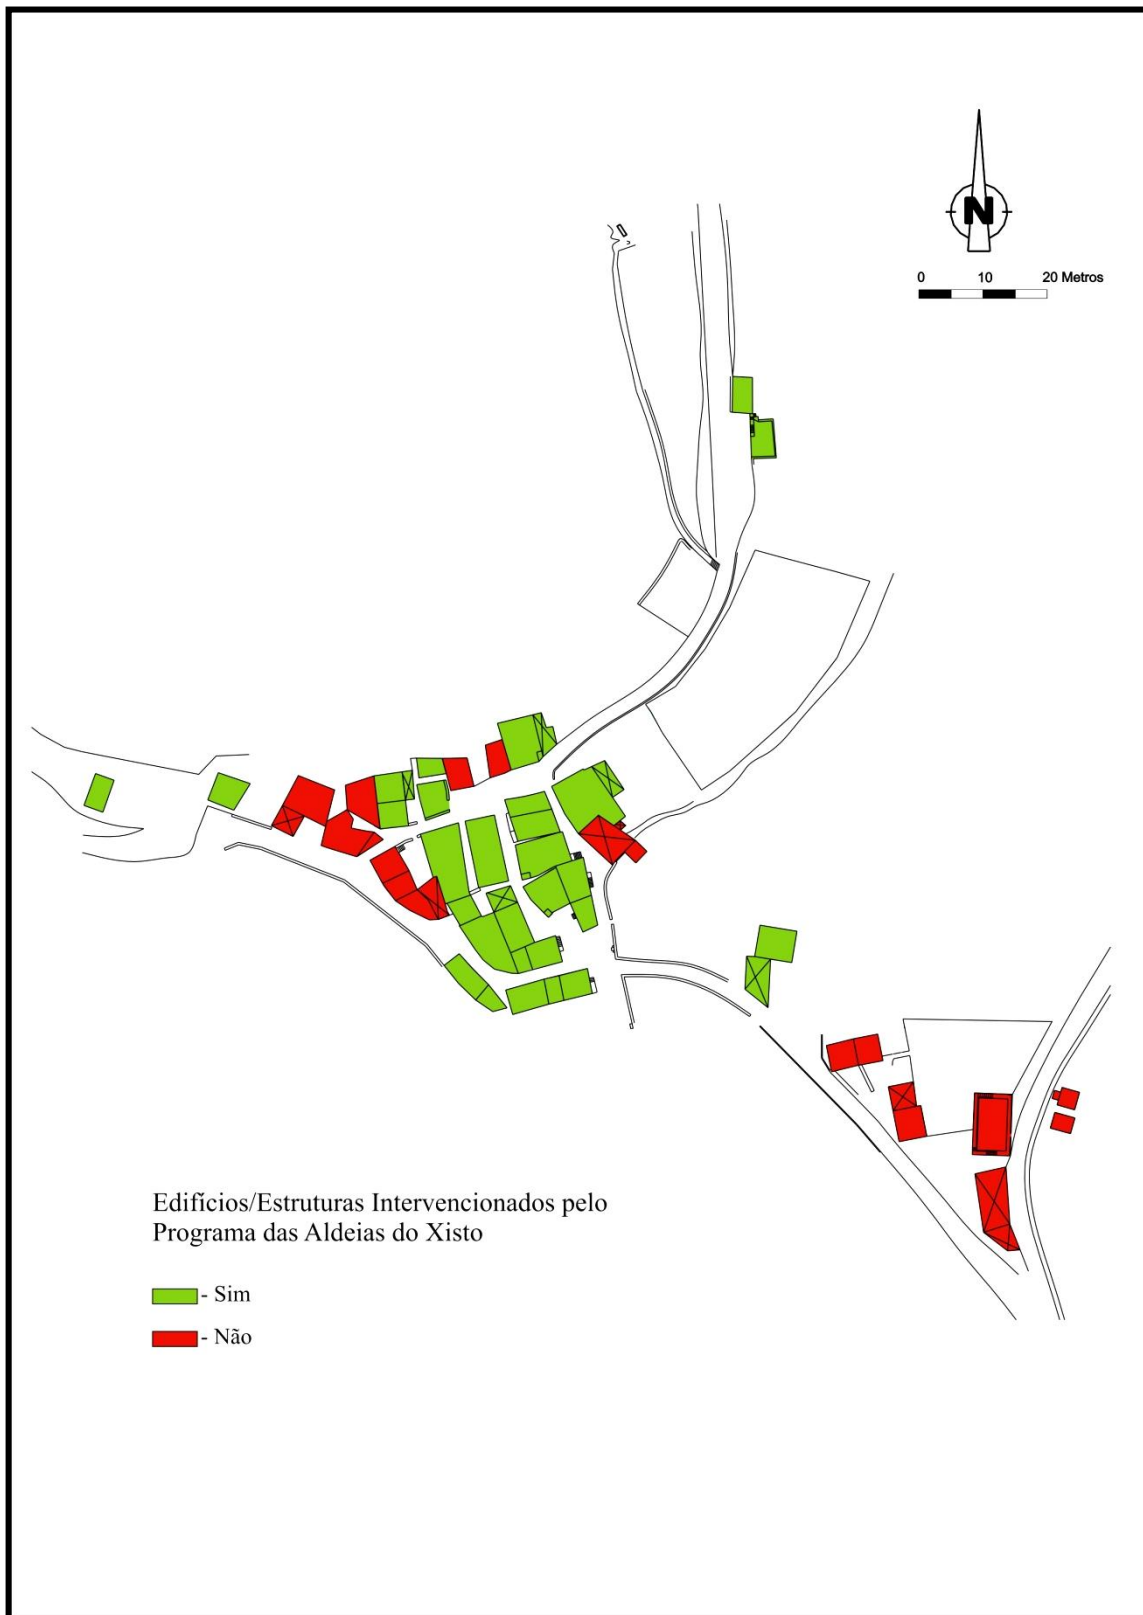 N
0 10 20 Metros
Edifícios/Estruturas Intervencionados pelo
Programa das Aldeias do Xisto
- Sim
- Não